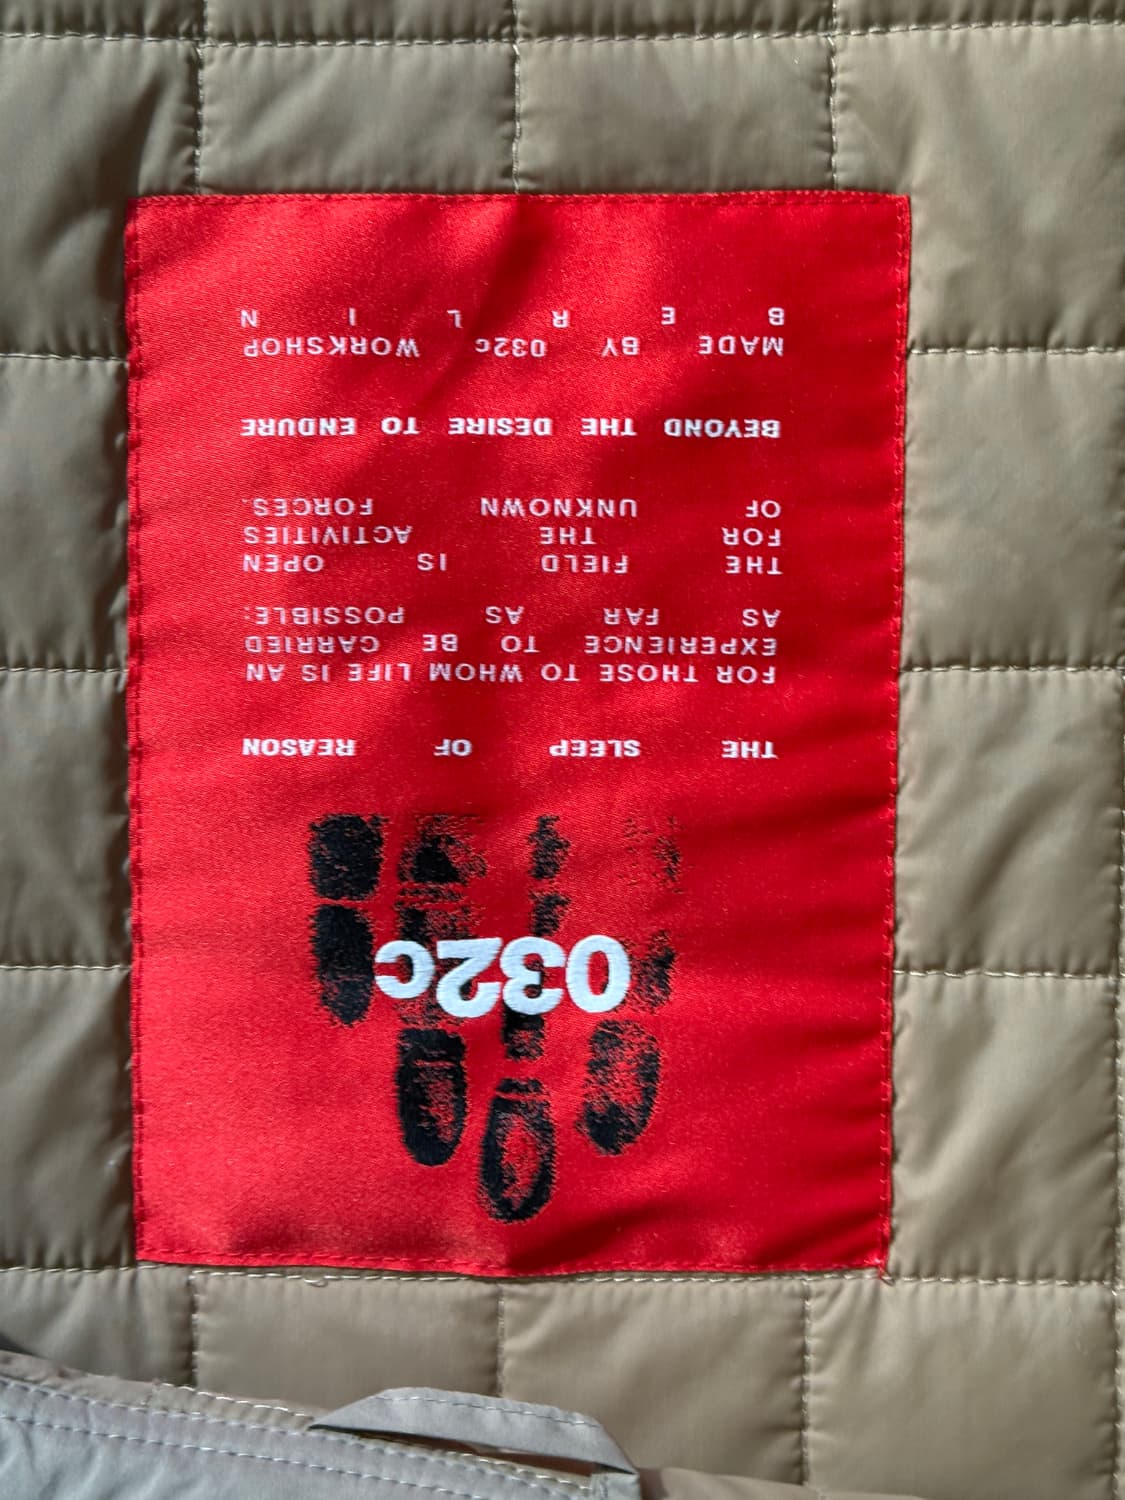 032c
THE SLEEP OF REASON
FOR THOSE TO WHOM LIFE IS AN
EXPERIENCE TO BE CARRIED
AS FAR AS POSSIBLE:
THE FIELD IS OPEN
FOR THE ACTIVITIES
OF UNKNOWN FORCES.
BEYOND THE DESIRE TO ENDURE
MADE BY 032c WORKSHOP
BERLIN